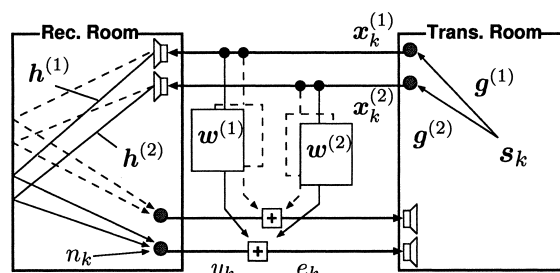 Rec. Room
Trans. Room
x_k^{(1)}
h^{(1)}
g^{(1)}
x_k^{(2)}
w^{(1)}
g^{(2)}
w^{(2)}
h^{(2)}
s_k
+
n_k
+
e_k